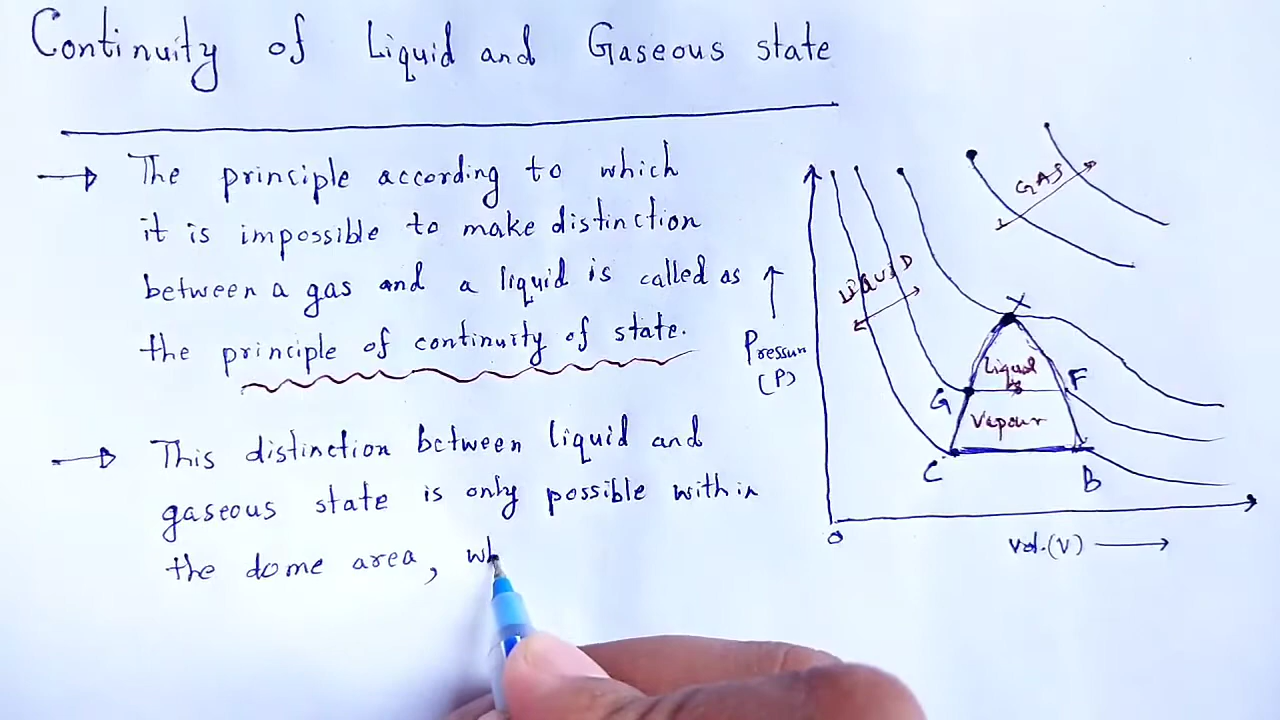 Continuity of Liquid and Gaseous state
→ The principle according to which
it is impossible to make distinction
between a gas and a liquid is called as
the principle of continuity of state.
→ This distinction between liquid and
gaseous state is only possible within
the dome area, wh
GAS
LIQUID
X
Pressure
(P)
Liquid
G
F
Vapour
C
B
O
Vol.(V) →